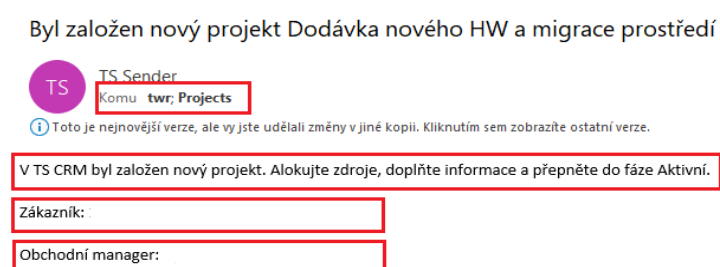 Byl založen nový projekt Dodávka nového HW a migrace prostředí
TS
TS Sender
Komu twr; Projects
Toto je nejnovější verze, ale vy jste udělali změny v jiné kopii. Kliknutím sem zobrazíte ostatní verze.
V TS CRM byl založen nový projekt. Alokujte zdroje, doplňte informace a přepněte do fáze Aktivní.
Zákazník:
Obchodní manager: